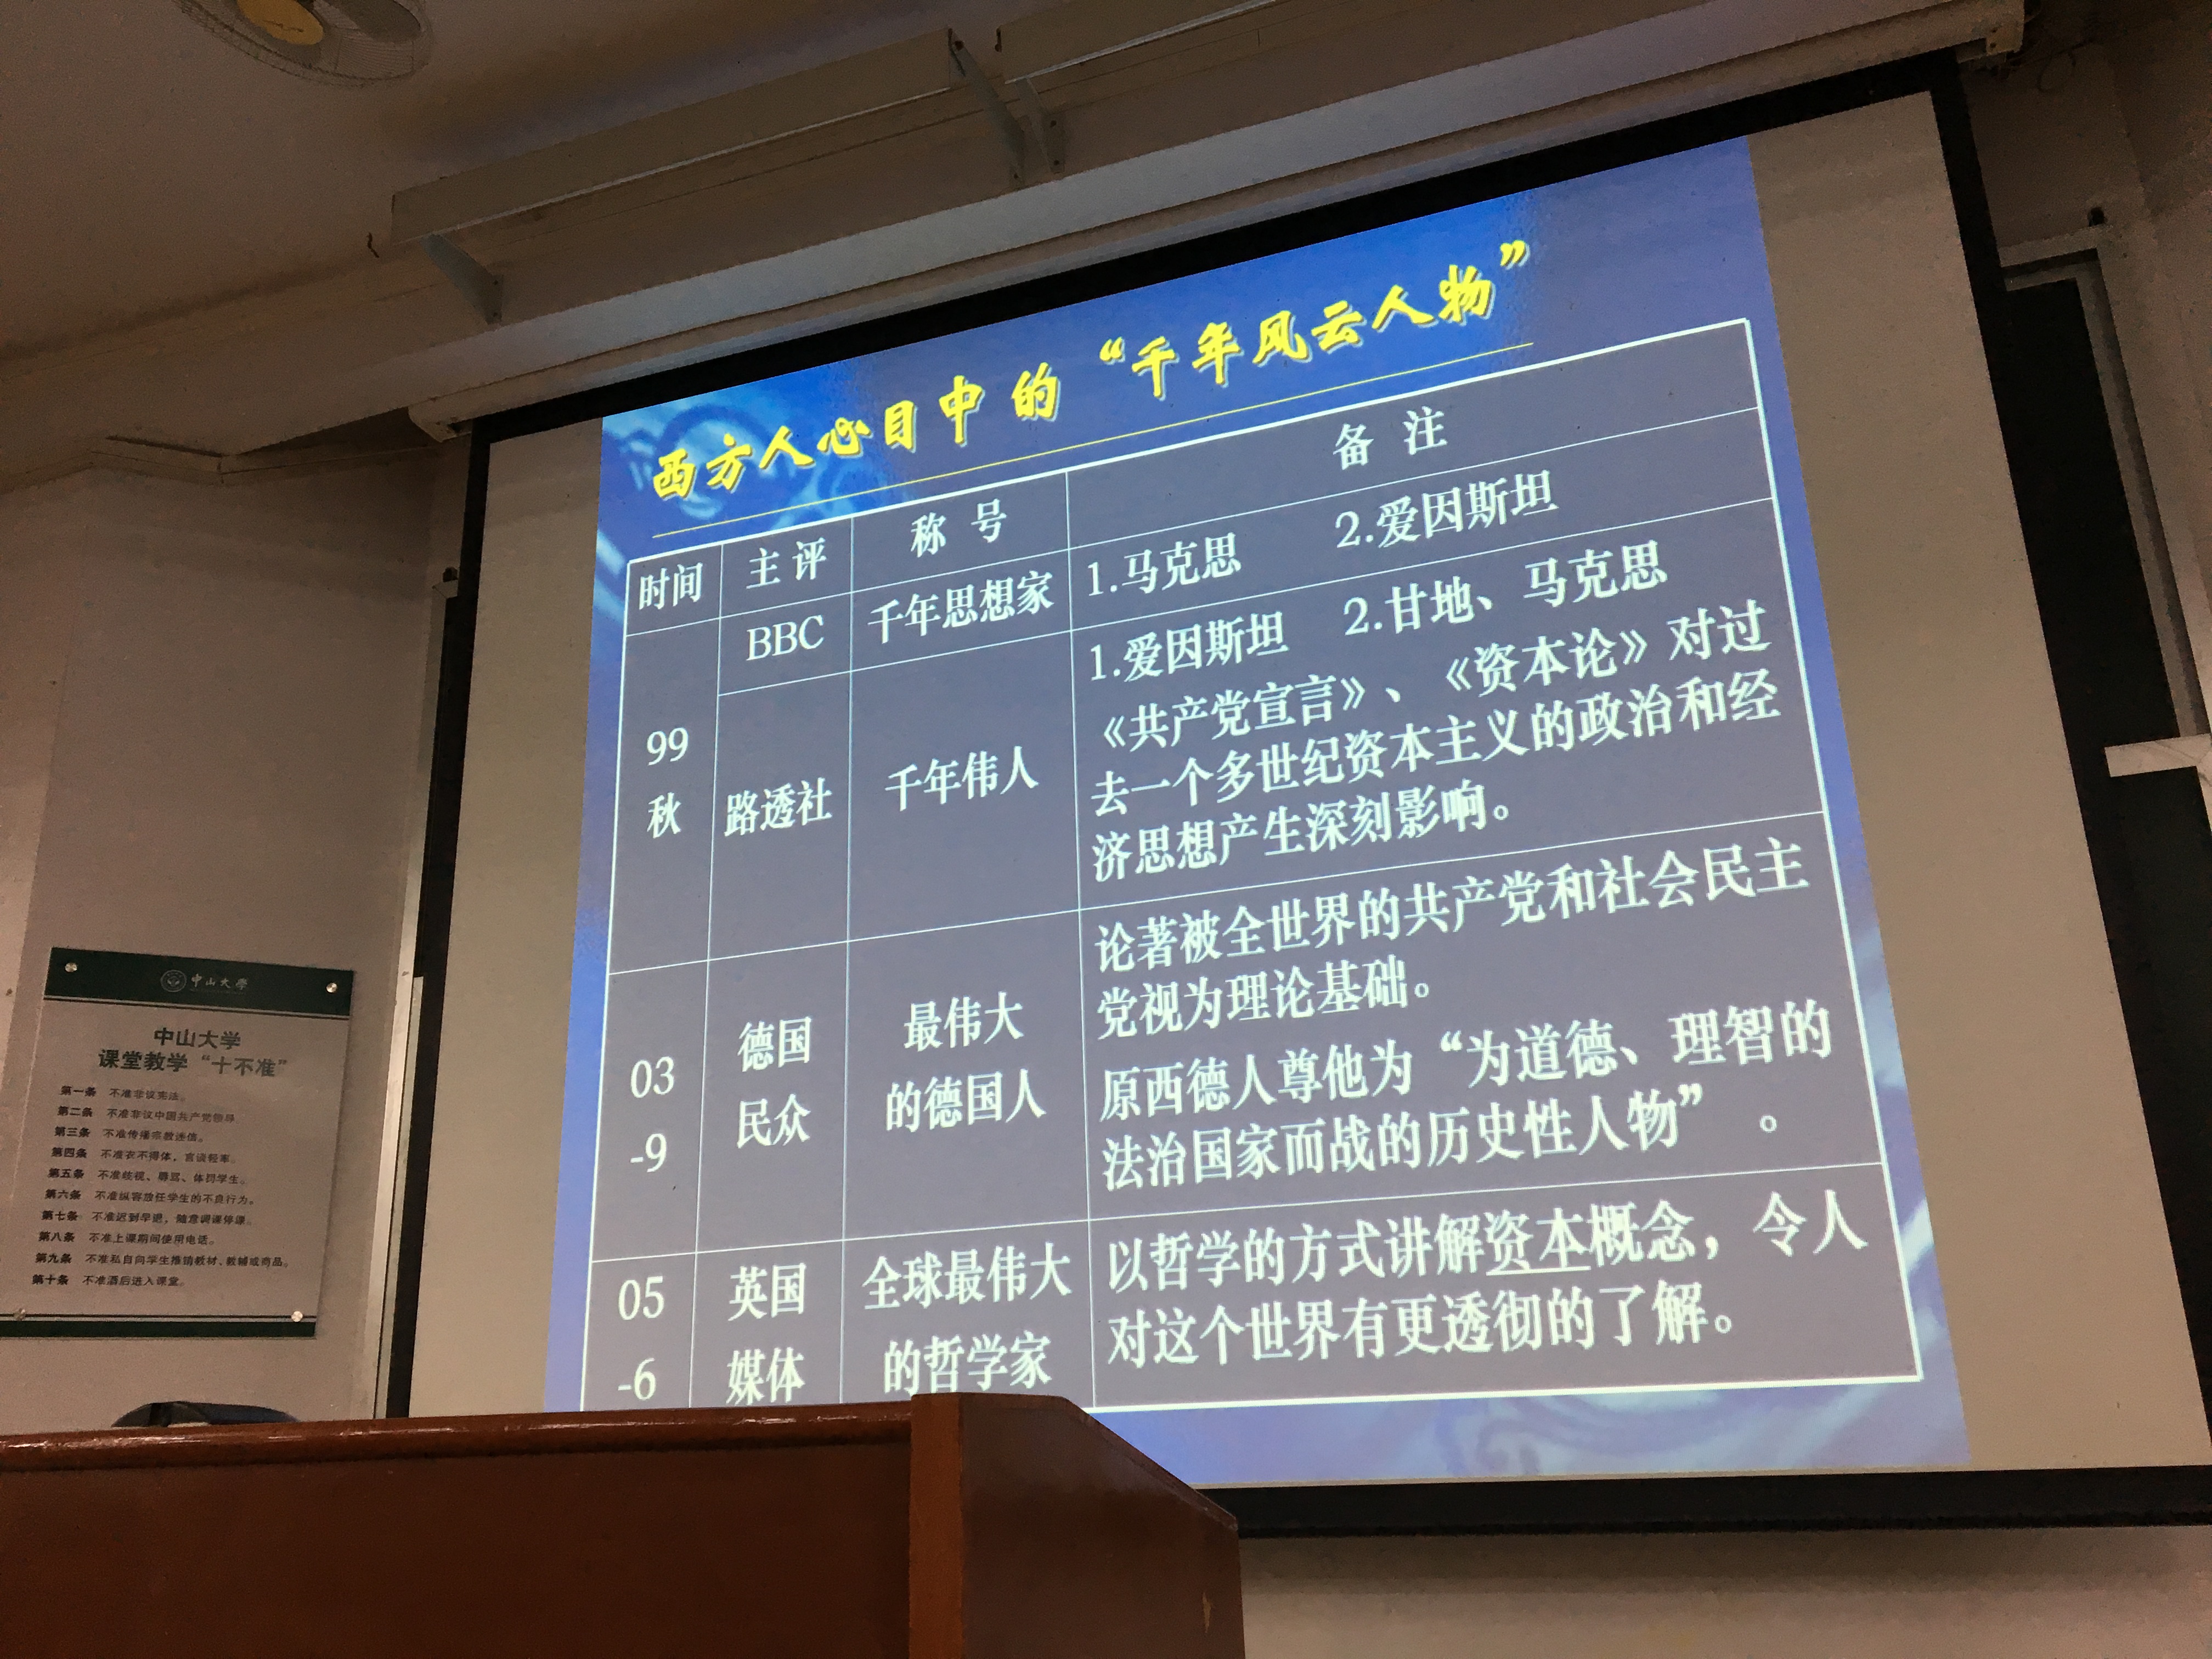 西方人心目中的“千年风云人物”
时间 主评 称号 备注
99秋 BBC 千年思想家 1.马克思 2.爱因斯坦
路透社 千年伟人 1.爱因斯坦 2.甘地、马克思
《共产党宣言》、《资本论》对过
去一个多世纪资本主义的政治和经
济思想产生深刻影响。
03
-9
德国
民众
最伟大
的德国人
论著被全世界的共产党和社会民主
党视为理论基础。
原西德人尊他为“为道德、理智的
法治国家而战的历史性人物”。
05
-6
英国
媒体
全球最伟大
的哲学家
以哲学的方式讲解资本概念，令人
对这个世界有更透彻的了解。
中山大学
中山大学
课堂教学“十不准”
第一条 不准非议宪法。
第二条 不准非议中国共产党领导
第三条 不准传播宗教迷信。
第四条 不准衣不得体，言谈轻率。
第五条 不准歧视、辱骂、体罚学生。
第六条 不准纵容放任学生的不良行为。
第七条 不准迟到早退，随意调课停课。
第八条 不准上课期间使用电话。
第九条 不准私自向学生推销教材、教辅或商品。
第十条 不准酒后进入课堂。